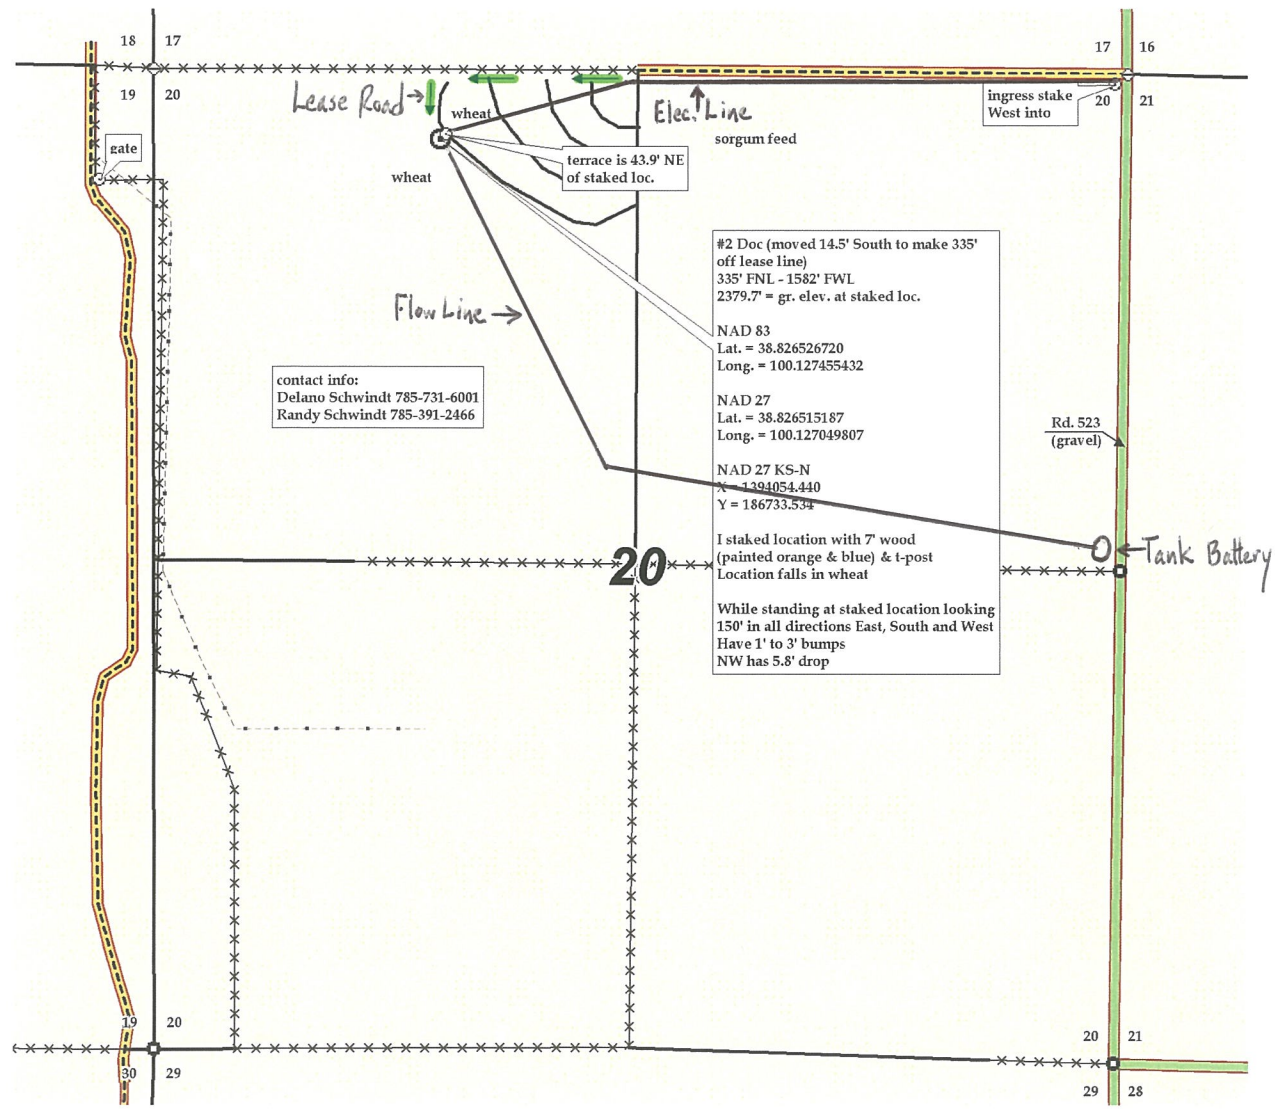 18 17
17 16
19 20
20 21
ingress stake
West into
Lease Road →
wheat
Elec. Line
sorgum feed
gate
terrace is 43.9' NE
of staked loc.
wheat
#2 Doc (moved 14.5' South to make 335'
off lease line)
335' FNL - 1582' FWL
2379.7' = gr. elev. at staked loc.
Flow Line →
NAD 83
Lat. = 38.826526720
Long. = 100.127455432
contact info:
Delano Schwindt 785-731-6001
Randy Schwindt 785-391-2466
NAD 27
Lat. = 38.826515187
Long. = 100.127049807
Rd. 523
(gravel)
NAD 27 KS-N
X = 1394054.440
Y = 186733.534
I staked location with 7' wood
(painted orange & blue) & t-post
Location falls in wheat
20
← Tank Battery
While standing at staked location looking
150' in all directions East, South and West
Have 1' to 3' bumps
NW has 5.8' drop
19 20
20 21
30 29
29 28